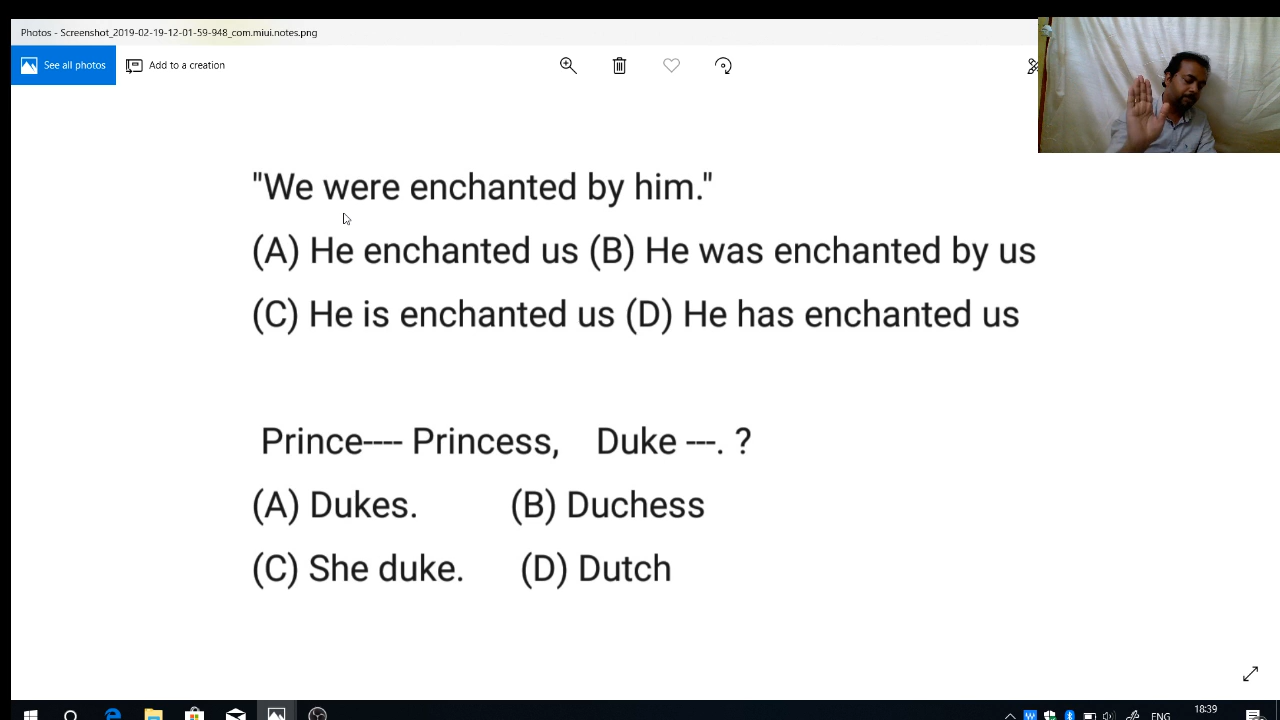 Photos - Screenshot_2019-02-19-12-01-59-948_com.miui.notes.png
See all photos
Add to a creation
"We were enchanted by him."
(A) He enchanted us (B) He was enchanted by us
(C) He is enchanted us (D) He has enchanted us
Prince---- Princess, Duke ---. ?
(A) Dukes. (B) Duchess
(C) She duke. (D) Dutch
18:39
ENG